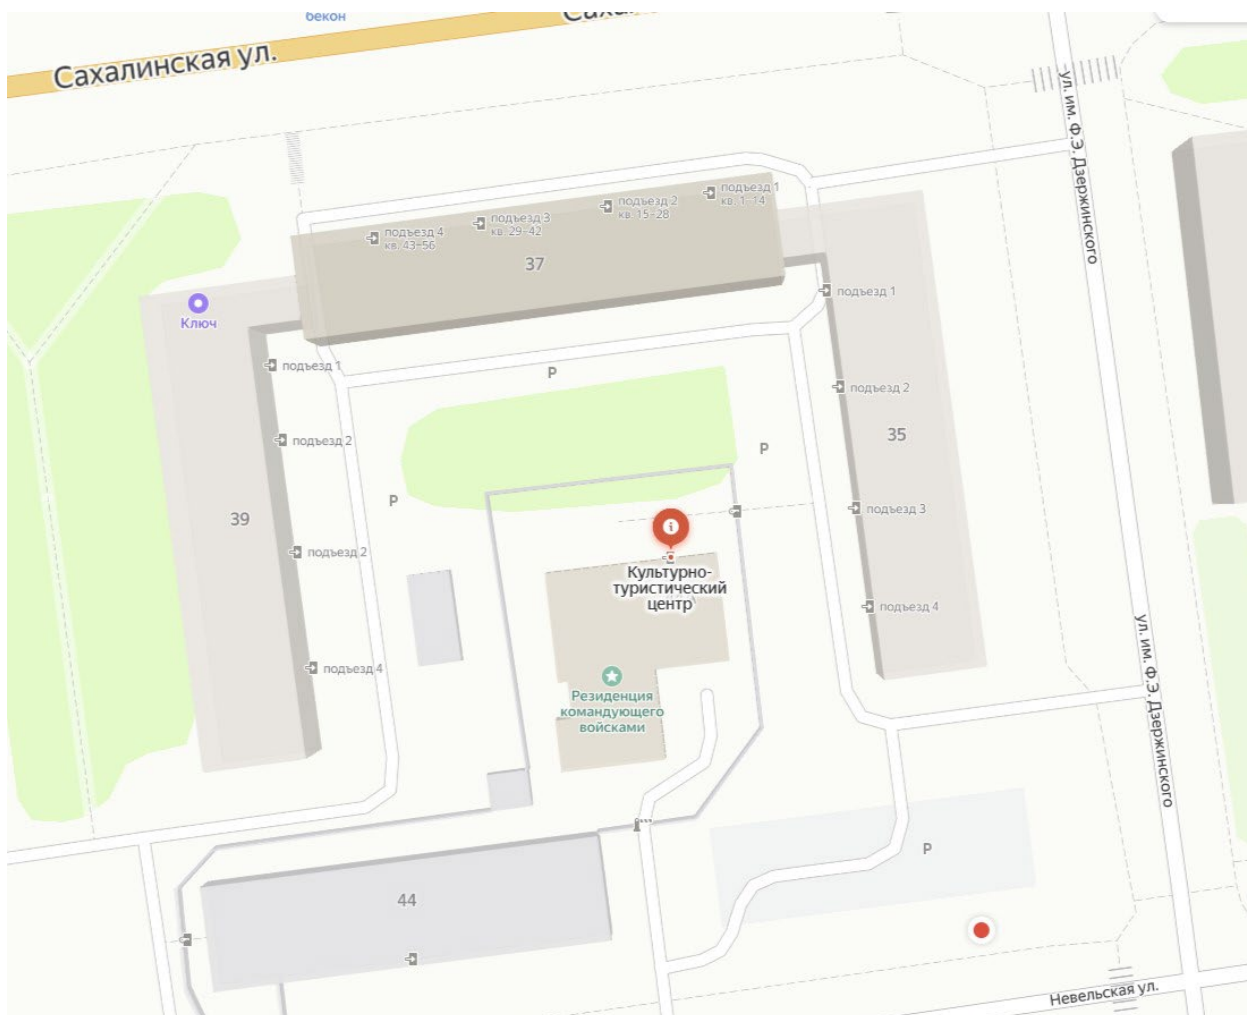 бекон
Сахалинская ул.
подъезд 1
кв. 1-14
подъезд 2
кв. 15-28
подъезд 3
кв. 29-42
подъезд 4
кв. 43-56
37
ул. им. Ф.Э. Дзержинского
Ключ
подъезд 1
подъезд 1
P
подъезд 2
35
подъезд 2
P
P
39
подъезд 3
подъезд 2
Культурно-
туристический
центр
подъезд 4
подъезд 4
Резиденция
командующего
войсками
ул. им. Ф.Э. Дзержинского
P
44
Невельская ул.